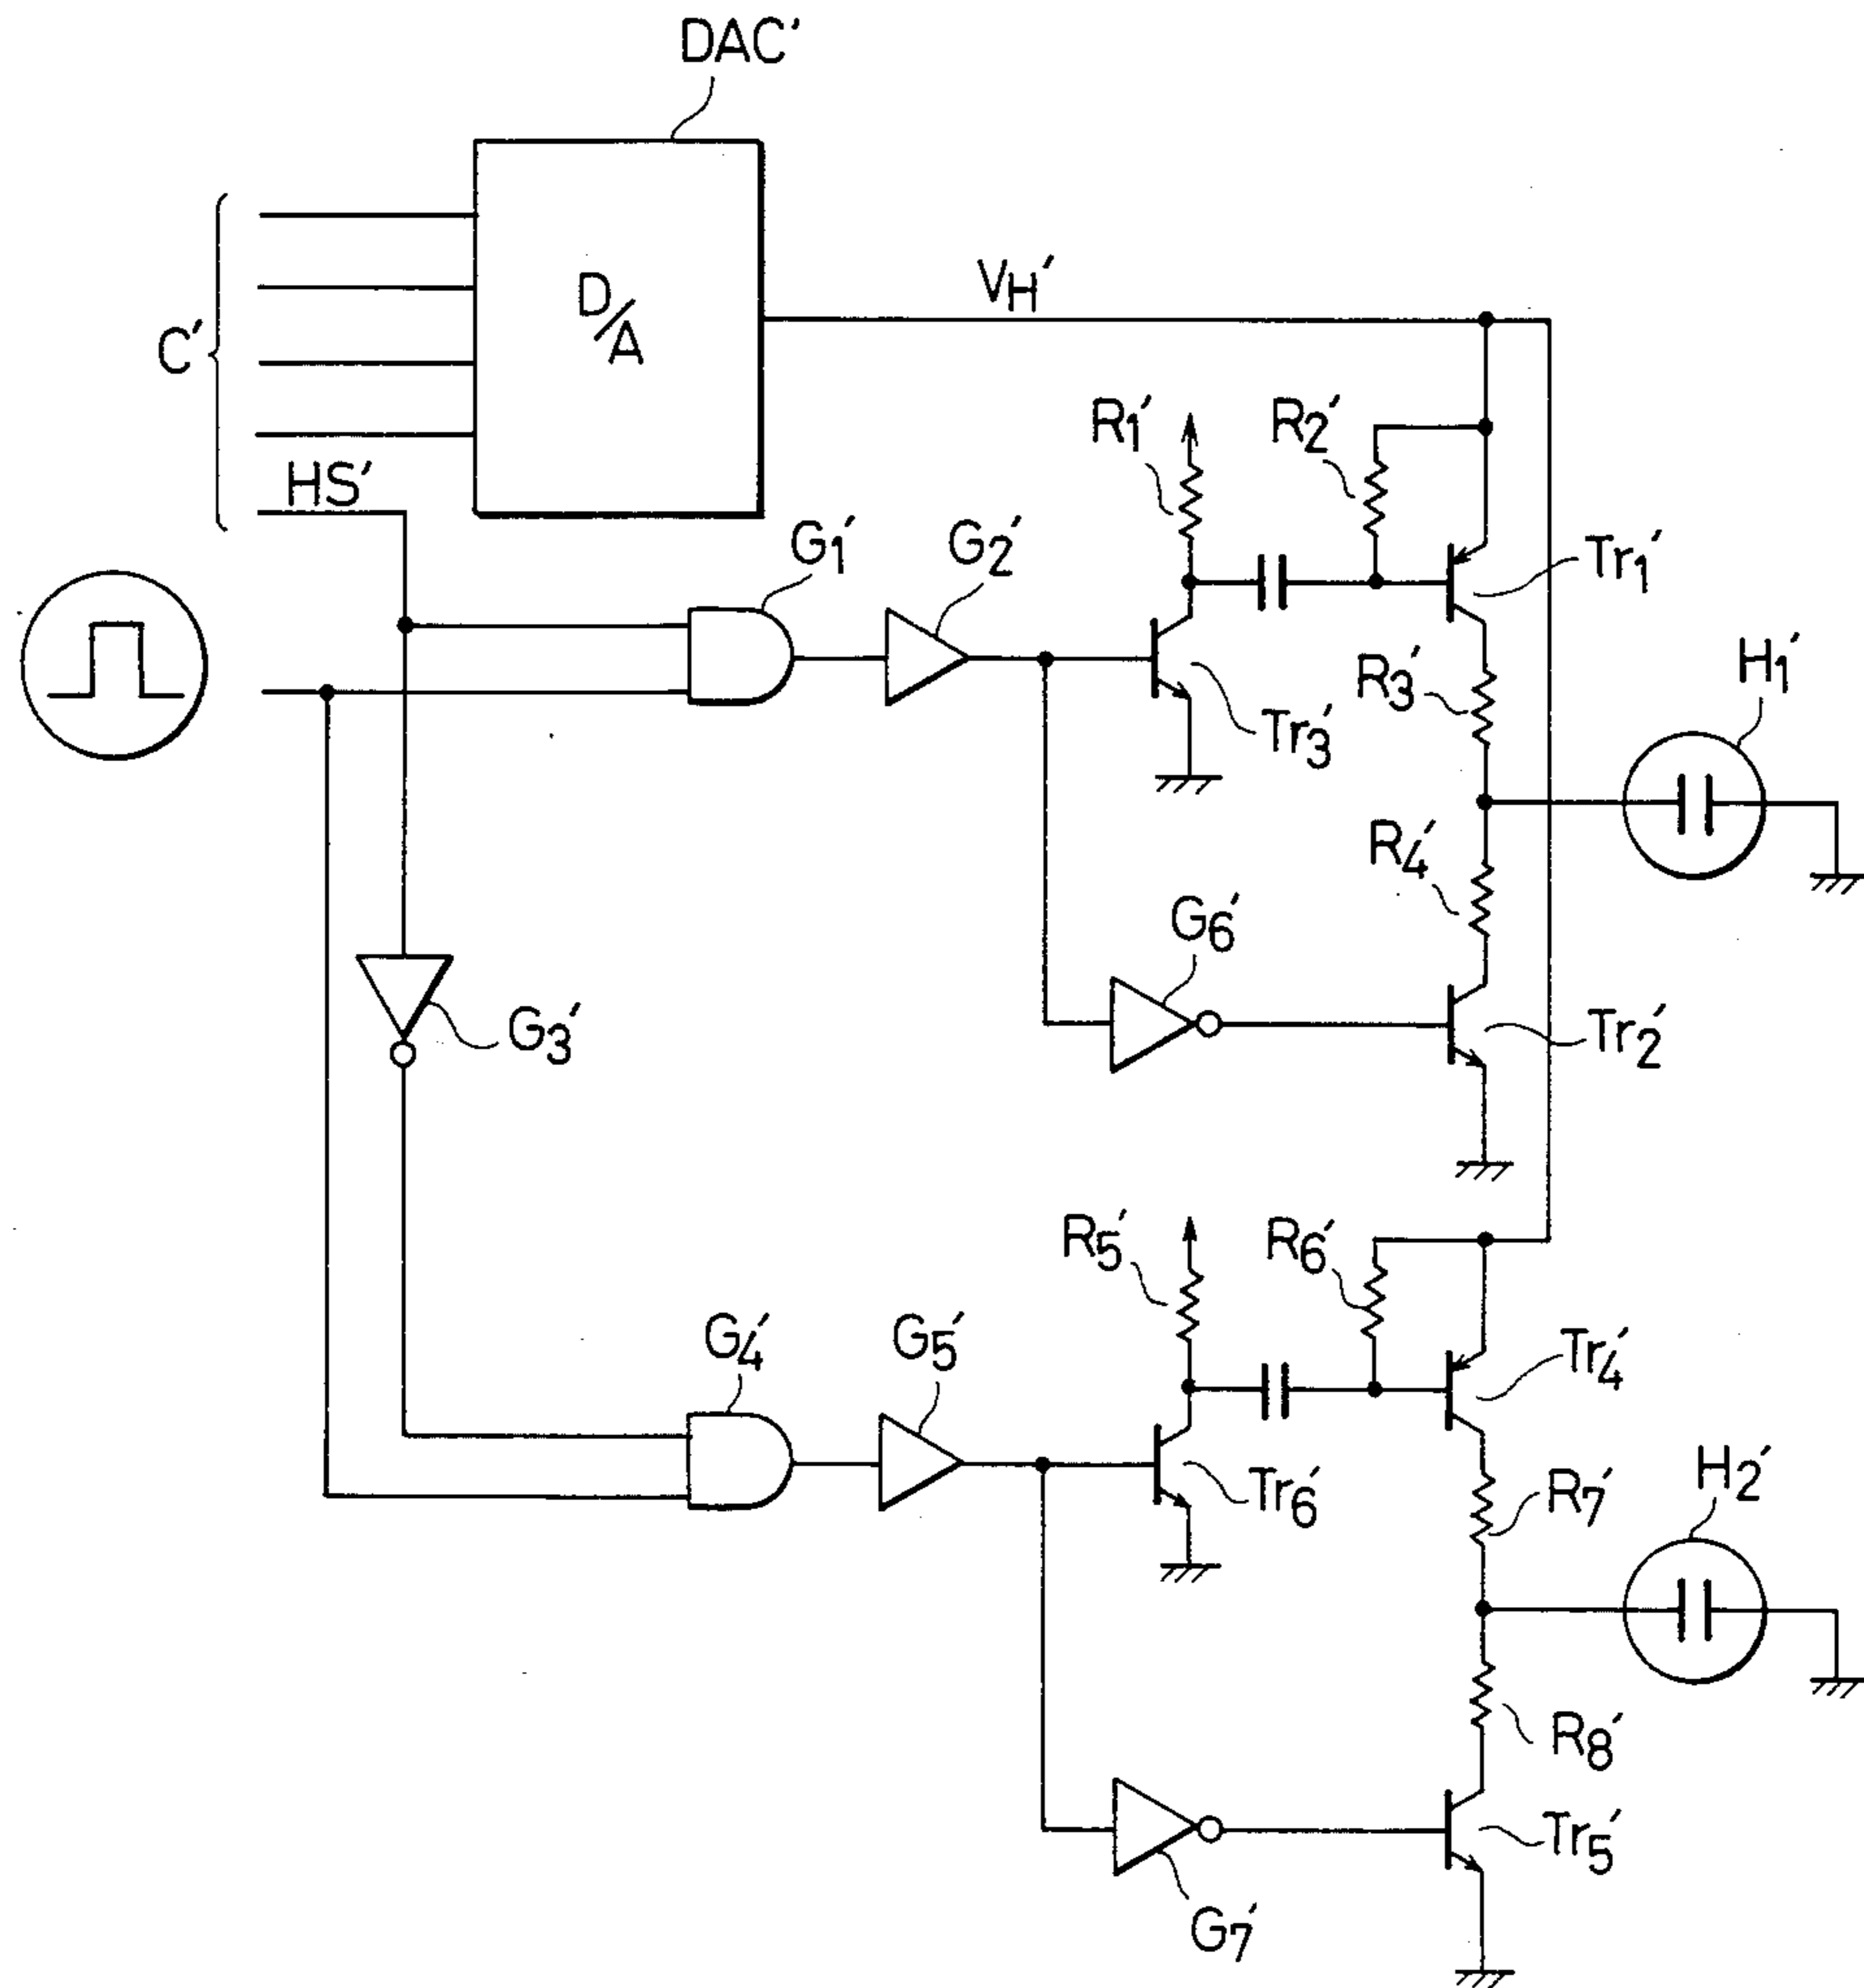 DAC'
D/A
C'
VH'
HS'
R1'
R2'
G1'
G2'
Tr1'
R3'
H1'
Tr3'
R4'
G6'
G3'
Tr2'
R5'
R6'
G4'
G5'
Tr4'
Tr6'
R7'
H2'
R8'
Tr5'
G7'